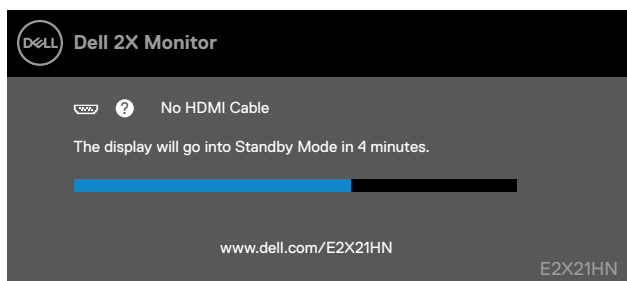 DELL Dell 2X Monitor
? No HDMI Cable
The display will go into Standby Mode in 4 minutes.
www.dell.com/E2X21HN
E2X21HN